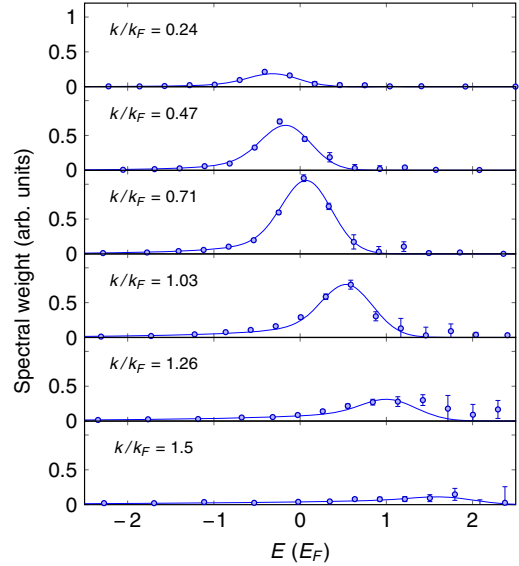 1
0.5
0
k/k_F = 0.24
0.5
0
k/k_F = 0.47
0.5
0
k/k_F = 0.71
0.5
0
k/k_F = 1.03
0.5
0
k/k_F = 1.26
0.5
0
k/k_F = 1.5
−2 −1 0 1 2
E (E_F)
Spectral weight (arb. units)